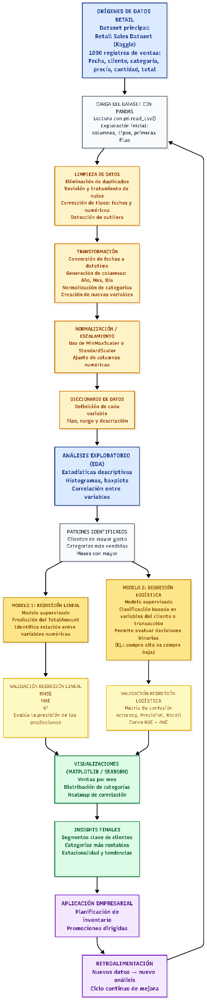 ORÍGENES DE DATOS
RETAIL
Dataset principal:
Retail Sales Dataset
(Kaggle)
1000 registros de ventas:
Fecha, cliente, categoría,
precio, cantidad, total
CARGA DEL DATASET CON
PANDAS
Lectura con pd.read_csv()
Exploración inicial:
columnas, tipos, primeras
filas
LIMPIEZA DE DATOS
Eliminación de duplicados
Revisión y tratamiento de
nulos
Corrección de tipos: fechas y
numéricos
Detección de outliers
TRANSFORMACIÓN
Conversión de fechas a
datetime
Generación de columnas:
Año, Mes, Día
Normalización de categorías
Creación de nuevas variables
NORMALIZACIÓN /
ESCALAMIENTO
Uso de MinMaxScaler o
StandardScaler
Ajuste de columnas
numéricas
DICCIONARIO DE DATOS
Definición de cada
variable
Tipo, rango y descripción
ANÁLISIS EXPLORATORIO
(EDA)
Estadísticas descriptivas
Histogramas, boxplots
Correlación entre
variables
PATRONES IDENTIFICADOS
Clientes de mayor gasto
Categorías más vendidas
Meses con mayor
MODELO 1: REGRESIÓN LINEAL
Modelo supervisado
Predicción del TotalAmount
Identifica relación entre
variables numéricas
MODELO 2: REGRESIÓN
LOGÍSTICA
Modelo supervisado
Clasificación basada en
variables del cliente o
transacción
Permite evaluar decisiones
binarias
(Ej.: compra alta vs compra
baja)
VALIDACIÓN REGRESIÓN LINEAL
RMSE
MAE
R²
Evalúa la precisión de las
predicciones
VALIDACIÓN REGRESIÓN
LOGÍSTICA
Matriz de confusión
Accuracy, Precision, Recall
Curva ROC – AUC
VISUALIZACIONES
(MATPLOTLIB / SEABORN)
Ventas por mes
Distribución de categorías
Heatmap de correlación
INSIGHTS FINALES
Segmentos clave de clientes
Categorías más rentables
Estacionalidad y tendencias
APLICACIÓN EMPRESARIAL
Planificación de
inventario
Promociones dirigidas
RETROALIMENTACIÓN
Nuevos datos → nuevo
análisis
Ciclo continuo de mejora